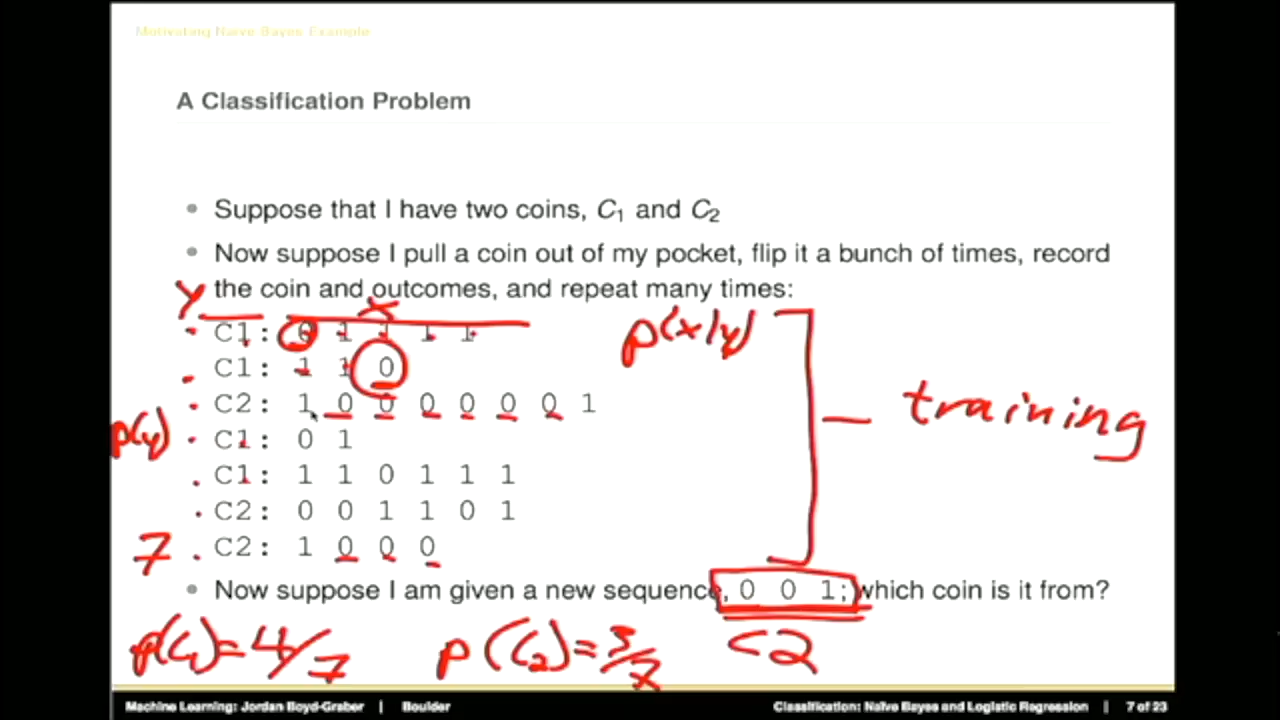 Motivating Naïve Bayes Example
A Classification Problem
• Suppose that I have two coins, C₁ and C₂
• Now suppose I pull a coin out of my pocket, flip it a bunch of times, record
the coin and outcomes, and repeat many times:
Y X
C1: 0 1 1 1 1
p(x|y)
C1: 1 1 0
C2: 1 0 0 0 0 0 0 1
training
p(y)
C1: 0 1
C1: 1 1 0 1 1 1
C2: 0 0 1 1 0 1
7
C2: 1 0 0 0
• Now suppose I am given a new sequence, 0 0 1; which coin is it from?
p(C₁)=4/7 p(C₂)=3/7 C2
Machine Learning: Jordan Boyd-Graber | Boulder Classification: Naïve Bayes and Logistic Regression | 7 of 23